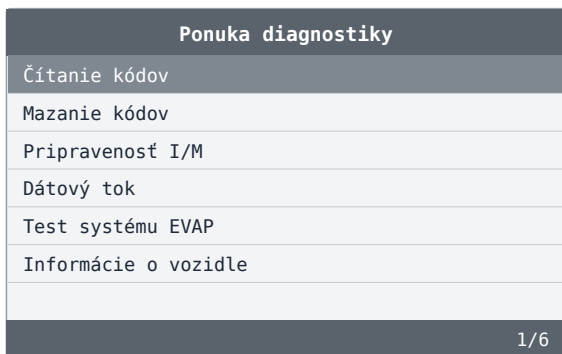 Ponuka diagnostiky
Čítanie kódov
Mazanie kódov
Pripravenosť I/M
Dátový tok
Test systému EVAP
Informácie o vozidle
1/6